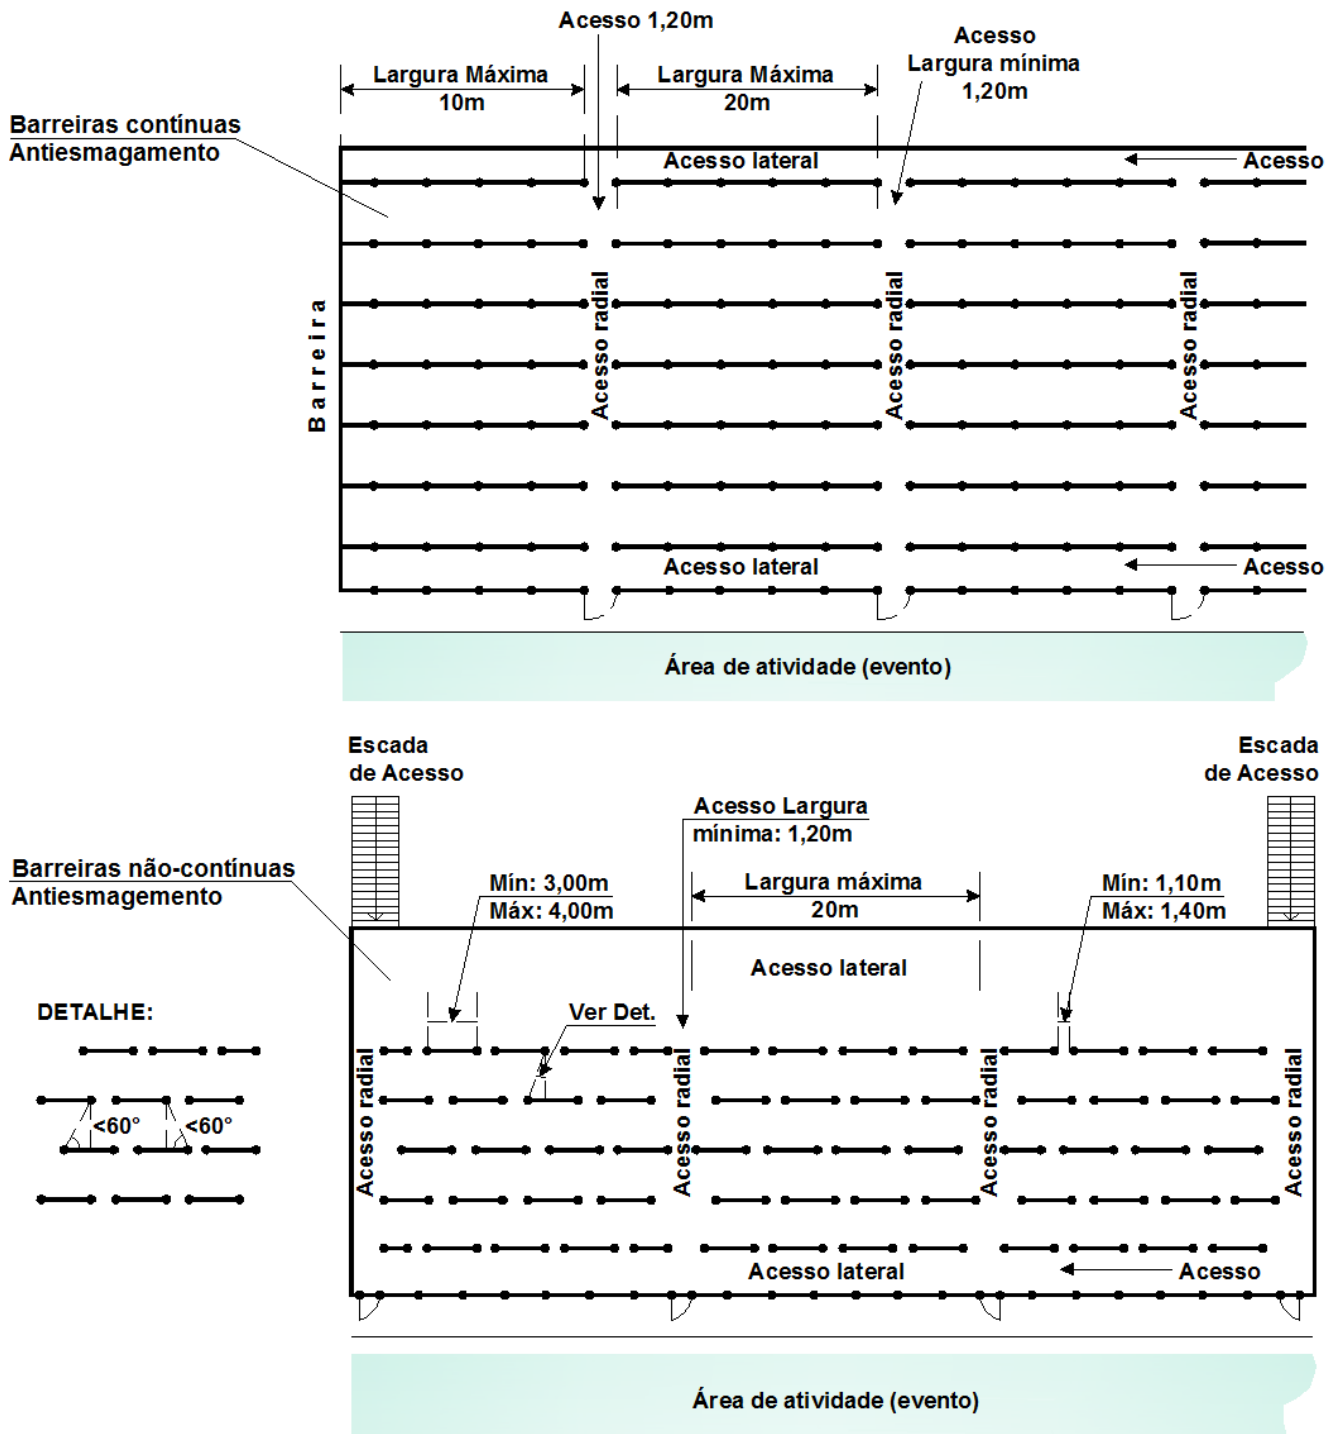 Acesso 1,20m
Acesso
Largura mínima
1,20m
Largura Máxima
10m
Largura Máxima
20m
Barreiras contínuas
Antiesmagamento
Acesso lateral
Acesso
Barreira
Acesso radial
Acesso radial
Acesso radial
Acesso lateral
Acesso
Área de atividade (evento)
Escada
de Acesso
Escada
de Acesso
Acesso Largura
mínima: 1,20m
Barreiras não-contínuas
Antiesmagemento
Mín: 3,00m
Máx: 4,00m
Largura máxima
20m
Mín: 1,10m
Máx: 1,40m
Acesso lateral
DETALHE:
Ver Det.
<60°
<60°
Acesso radial
Acesso radial
Acesso radial
Acesso radial
Acesso lateral
Acesso
Área de atividade (evento)